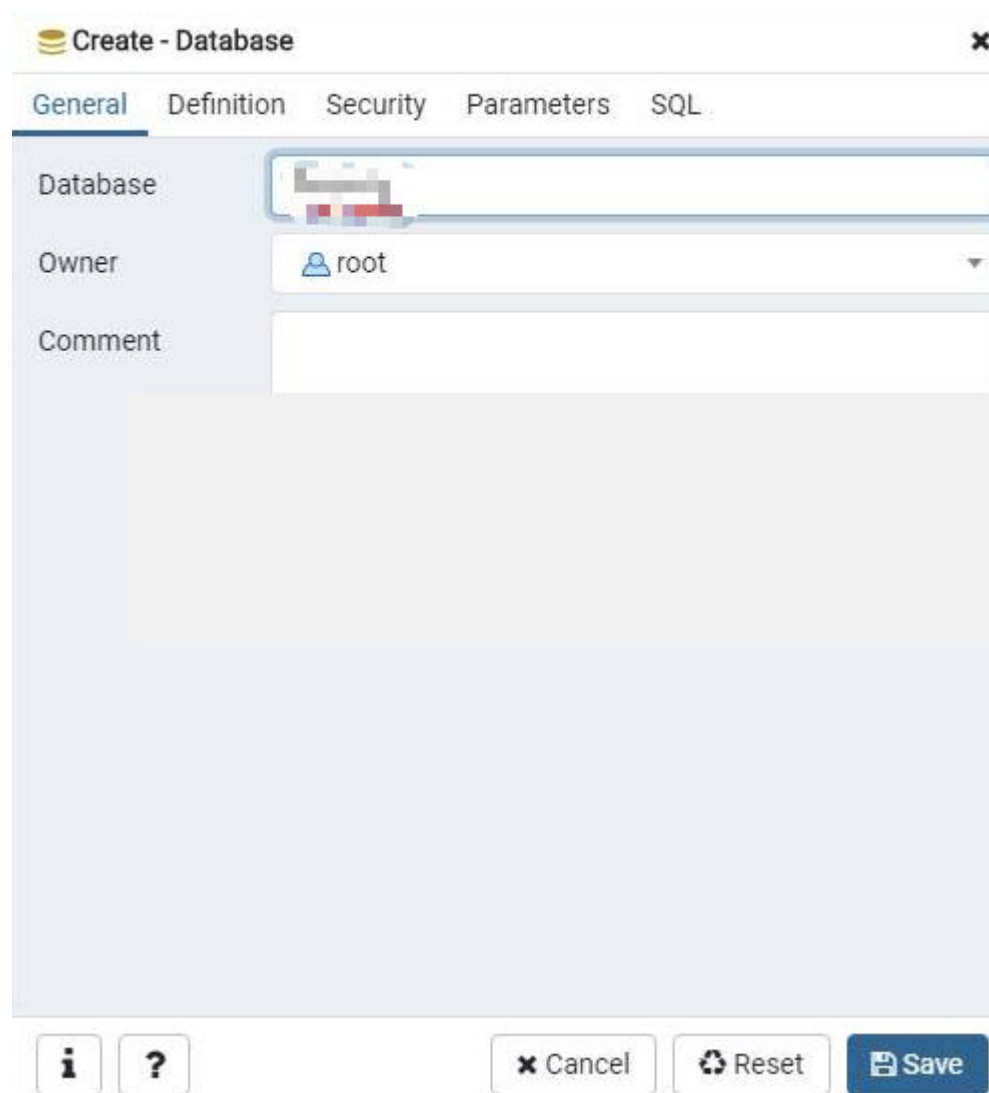 Create - Database
General Definition Security Parameters SQL
Database
Owner root
Comment
i ? Cancel Reset Save